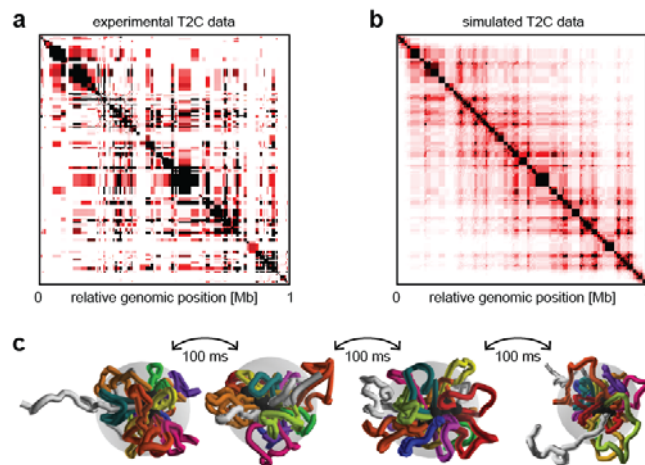 a
experimental T2C data
b
simulated T2C data
0
relative genomic position [Mb]
1
0
relative genomic position [Mb]
c
100 ms
100 ms
100 ms